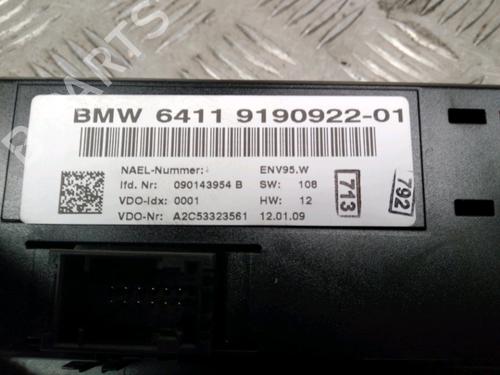 BMW 6411 9190922-01
NAEL-Nummer: ENV95.W
lfd. Nr: 090143954 B SW: 108
VDO-Idx: 0001 HW: 12
VDO-Nr: A2C53323561 12.01.09
713
792
B PARTS